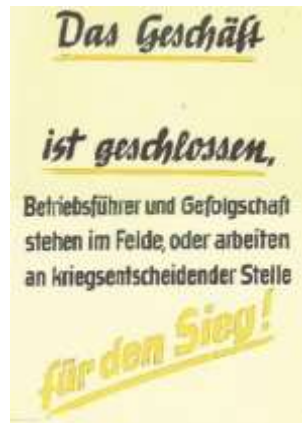 Das Geschäft
ist geschlossen,
Betriebsführer und Gefolgschaft
stehen im Felde, oder arbeiten
an kriegsentscheidender Stelle
für den Sieg!